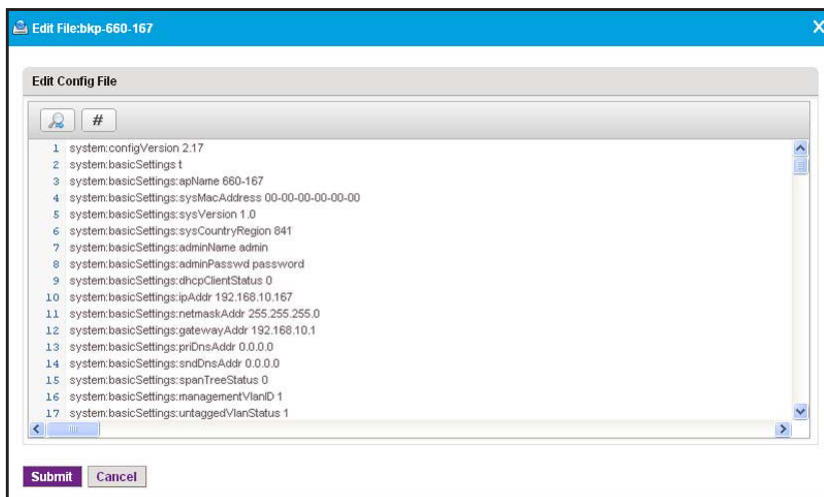 Edit File:bkp-660-167
X
Edit Config File
#
1 system:configVersion 2.17
2 system:basicSettings t
3 system:basicSettings:apName 660-167
4 system:basicSettings:sysMacAddress 00-00-00-00-00-00
5 system:basicSettings:sysVersion 1.0
6 system:basicSettings:sysCountryRegion 841
7 system:basicSettings:adminName admin
8 system:basicSettings:adminPasswd password
9 system:basicSettings:dhcpClientStatus 0
10 system:basicSettings:ipAddr 192.168.10.167
11 system:basicSettings:netmaskAddr 255.255.255.0
12 system:basicSettings:gatewayAddr 192.168.10.1
13 system:basicSettings:priDnsAddr 0.0.0.0
14 system:basicSettings:sndDnsAddr 0.0.0.0
15 system:basicSettings:spanTreeStatus 0
16 system:basicSettings:managementVlanID 1
17 system:basicSettings:untaggedVlanStatus 1
Submit Cancel